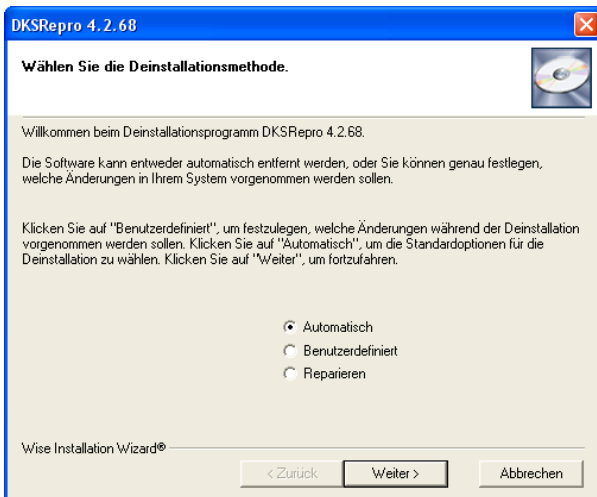 DKSRepro 4.2.68
Wählen Sie die Deinstallationsmethode.
Willkommen beim Deinstallationsprogramm DKSRepro 4.2.68.
Die Software kann entweder automatisch entfernt werden, oder Sie können genau festlegen,
welche Änderungen in Ihrem System vorgenommen werden sollen.
Klicken Sie auf "Benutzerdefiniert", um festzulegen, welche Änderungen während der Deinstallation
vorgenommen werden sollen. Klicken Sie auf "Automatisch", um die Standardoptionen für die
Deinstallation zu wählen. Klicken Sie auf "Weiter", um fortzufahren.
Automatisch
Benutzerdefiniert
Reparieren
Wise Installation Wizard®
< Zurück Weiter > Abbrechen